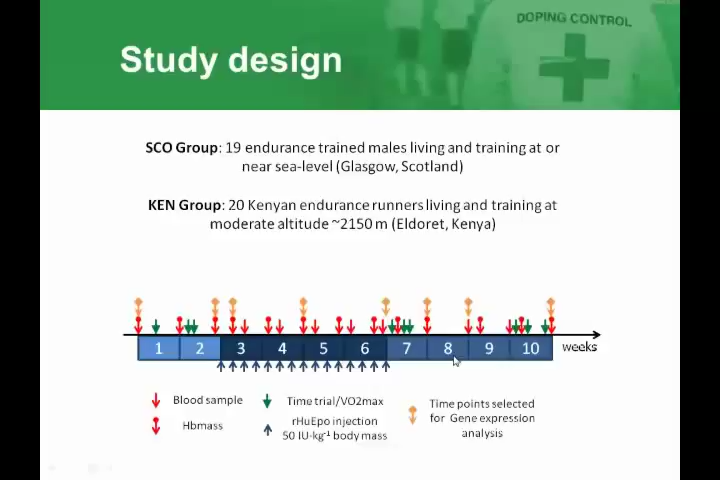 DOPING CONTROL
Study design
SCO Group: 19 endurance trained males living and training at or
near sea-level (Glasgow, Scotland)
KEN Group: 20 Kenyan endurance runners living and training at
moderate altitude ~2150 m (Eldoret, Kenya)
1 2 3 4 5 6 7 8 9 10 weeks
Blood sample
Hbmass
Time trial/VO2max
rHuEpo injection
50 IU·kg⁻¹ body mass
Time points selected
for Gene expression
analysis